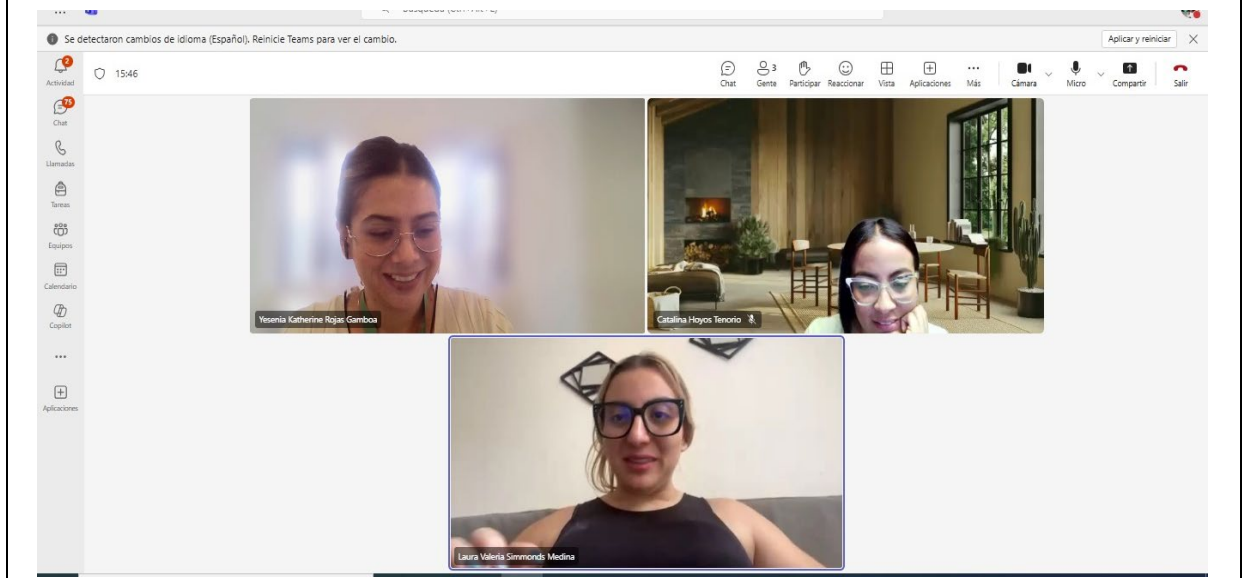 Se detectaron cambios de idioma (Español). Reinicie Teams para ver el cambio.
Aplicar y reiniciar
2
Actividad
15:46
3
Chat
Gente
Participar
Reaccionar
Vista
Aplicaciones
Más
Cámara
Micro
Compartir
Salir
75
Chat
Llamadas
Tareas
Equipos
Calendario
Copilot
Aplicaciones
Yesenia Katherine Rojas Gamboa
Catalina Hoyos Tenorio
Laura Valeria Simmonds Medina